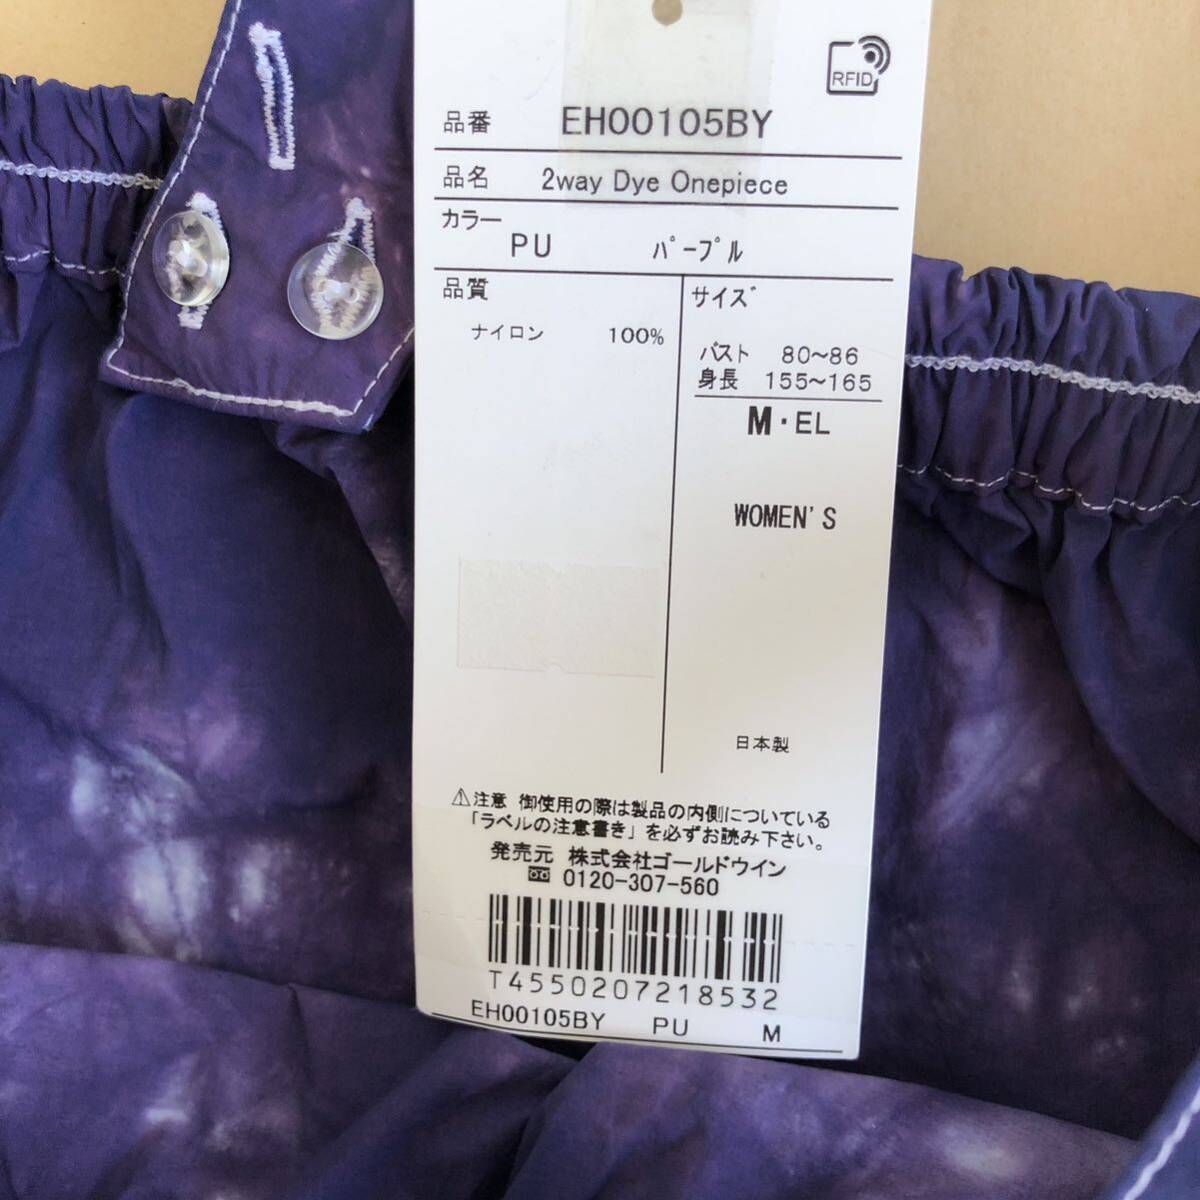 RFID
品番 EH00105BY
品名 2way Dye Onepiece
カラー
PU パープル
品質
ナイロン 100%
サイズ
バスト 80~86
身長 155~165
M・EL
WOMEN'S
日本製
⚠注意 御使用の際は製品の内側についている
「ラベルの注意書き」を必ずお読み下さい。
発売元 株式会社ゴールドウイン
0120-307-560
T4550207218532
EH00105BY PU M